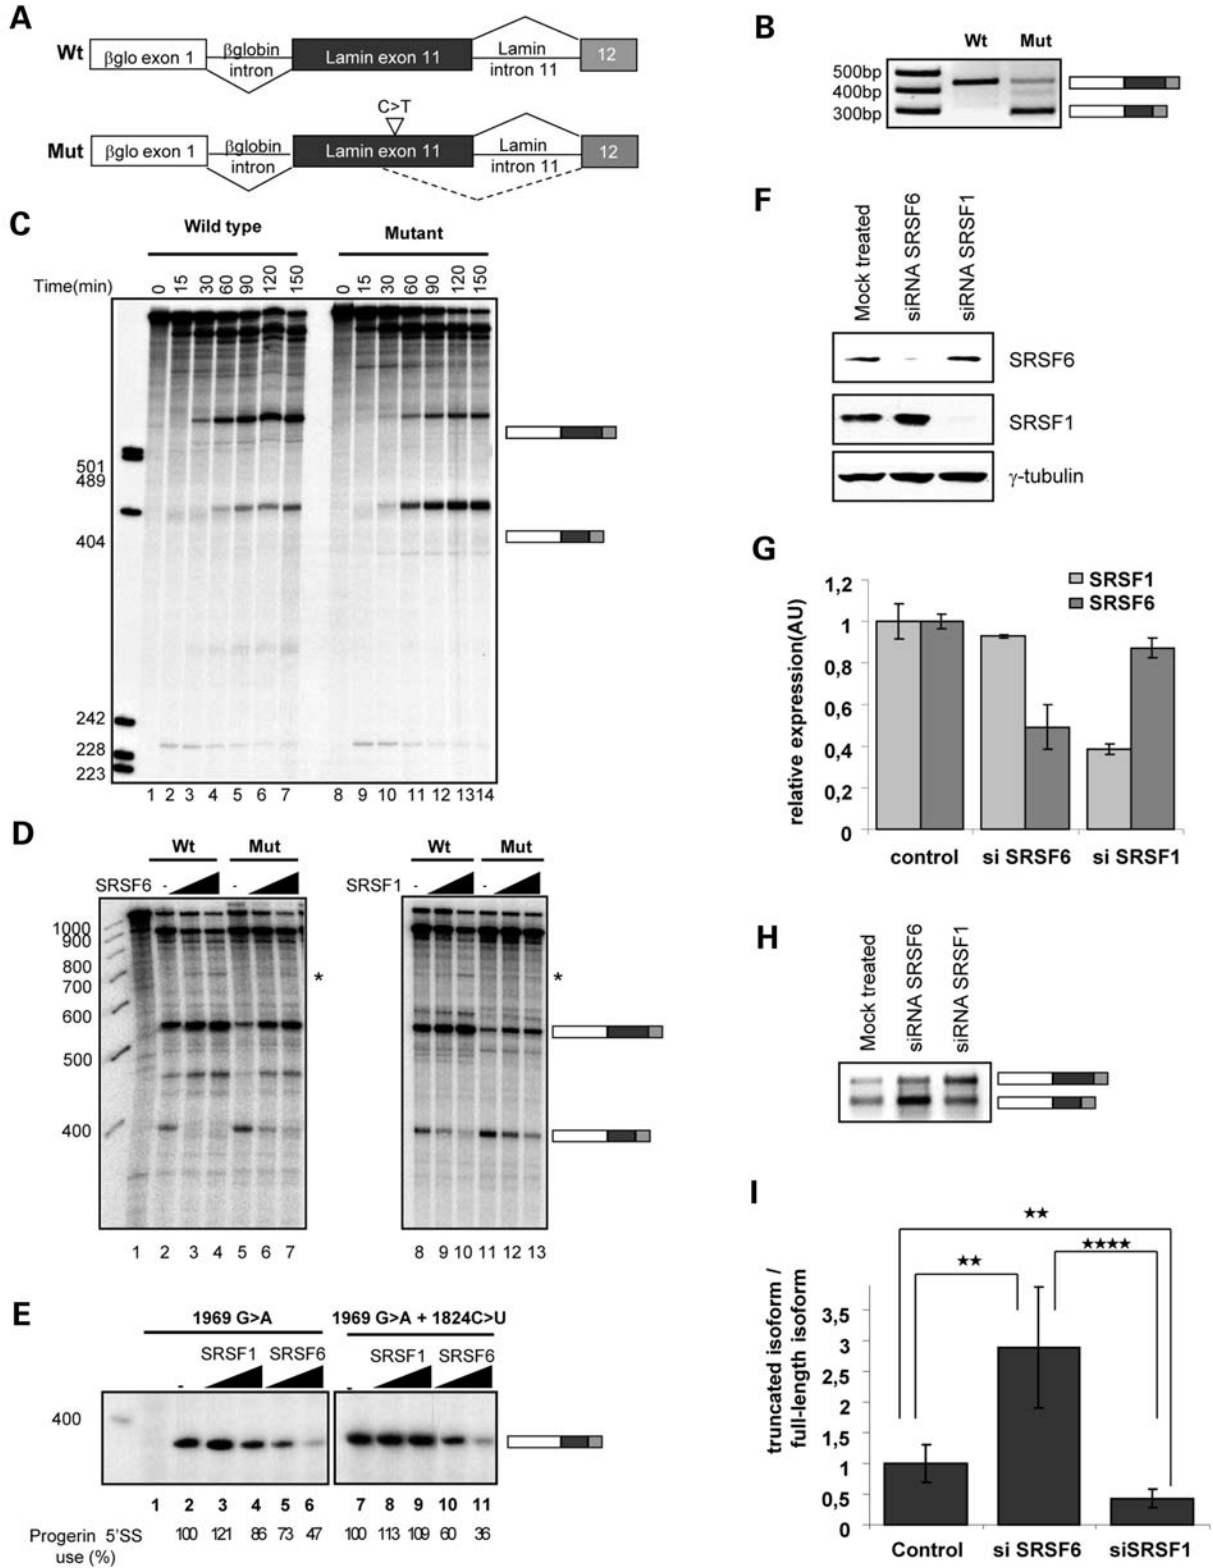 A
Wt
βglo exon 1
βglobin
intron
Lamin exon 11
Lamin
intron 11
12
C>T
Mut
βglo exon 1
βglobin
intron
Lamin exon 11
Lamin
intron 11
12
B
Wt Mut
500bp
400bp
300bp
C
Wild type Mutant
Time(min) 0 15 30 60 90 120 150 0 15 30 60 90 120 150
501
489
404
242
228
223
1 2 3 4 5 6 7 8 9 10 11 12 13 14
D
Wt Mut
SRSF6 - -
1000
900
800
700
600
500
400
*
1 2 3 4 5 6 7
Wt Mut
SRSF1 - -
*
8 9 10 11 12 13
E
1969 G>A 1969 G>A + 1824C>U
SRSF1 SRSF6 SRSF1 SRSF6
- -
400
1 2 3 4 5 6 7 8 9 10 11
Progerin 5'SS 100 121 86 73 47 100 113 109 60 36
use (%)
F
Mock treated
siRNA SRSF6
siRNA SRSF1
SRSF6
SRSF1
γ-tubulin
G
relative expression(AU)
1,2
1
0,8
0,6
0,4
0,2
0
SRSF1
SRSF6
control si SRSF6 si SRSF1
H
Mock treated
siRNA SRSF6
siRNA SRSF1
I
truncated isoform /
full-length isoform
★★
★★ ★★★★
3,5
3
2,5
2
1,5
1
0,5
0
Control si SRSF6 siSRSF1